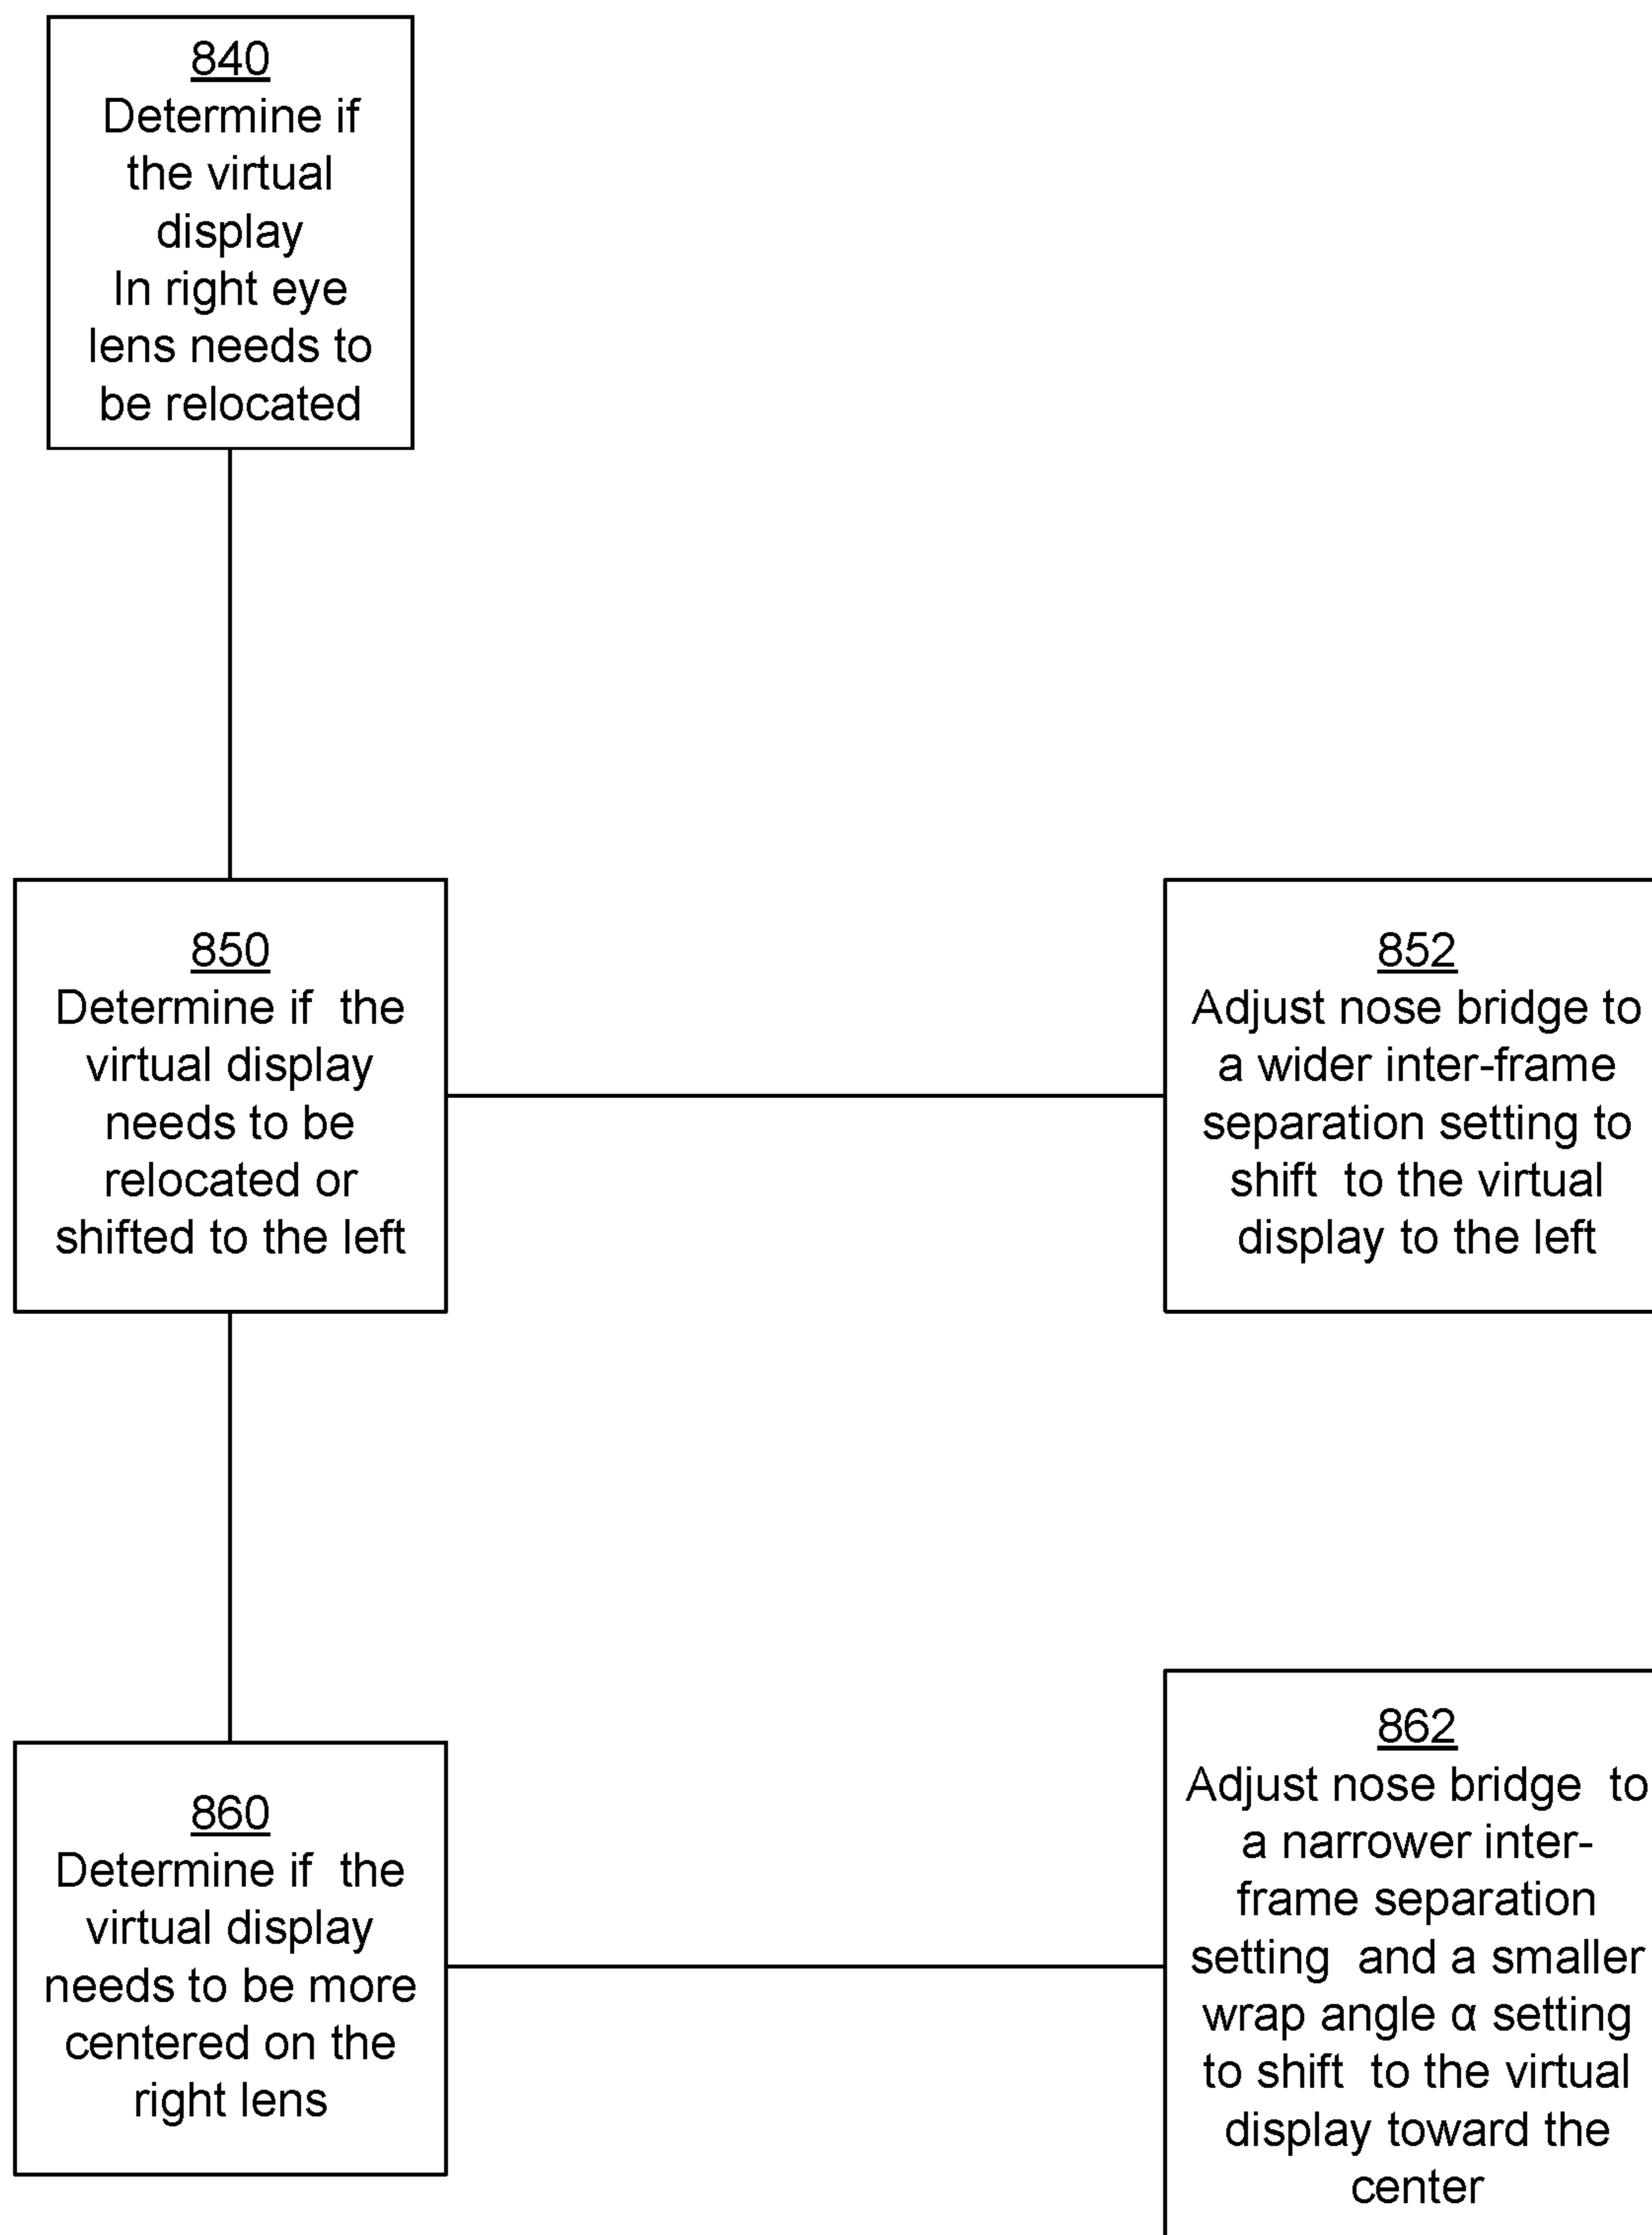 840
Determine if
the virtual
display
In right eye
lens needs to
be relocated
850
Determine if the
virtual display
needs to be
relocated or
shifted to the left
852
Adjust nose bridge to
a wider inter-frame
separation setting to
shift to the virtual
display to the left
860
Determine if the
virtual display
needs to be more
centered on the
right lens
862
Adjust nose bridge to
a narrower inter-
frame separation
setting and a smaller
wrap angle α setting
to shift to the virtual
display toward the
center